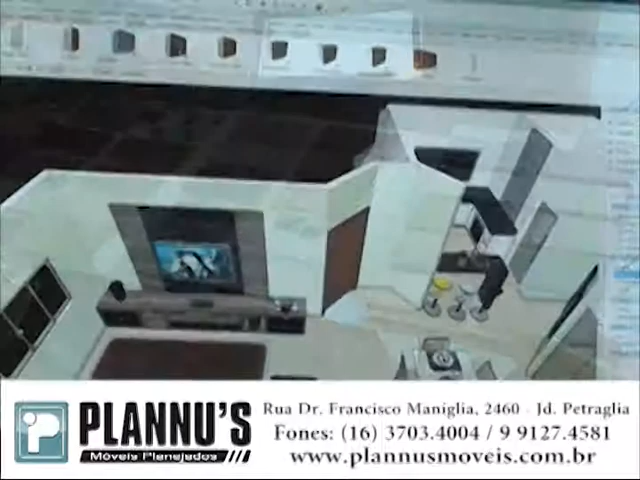 PLANNU'S
Móveis Planejados
Rua Dr. Francisco Maniglia, 2460 - Jd. Petraglia
Fones: (16) 3703.4004 / 9 9127.4581
www.plannusmoveis.com.br